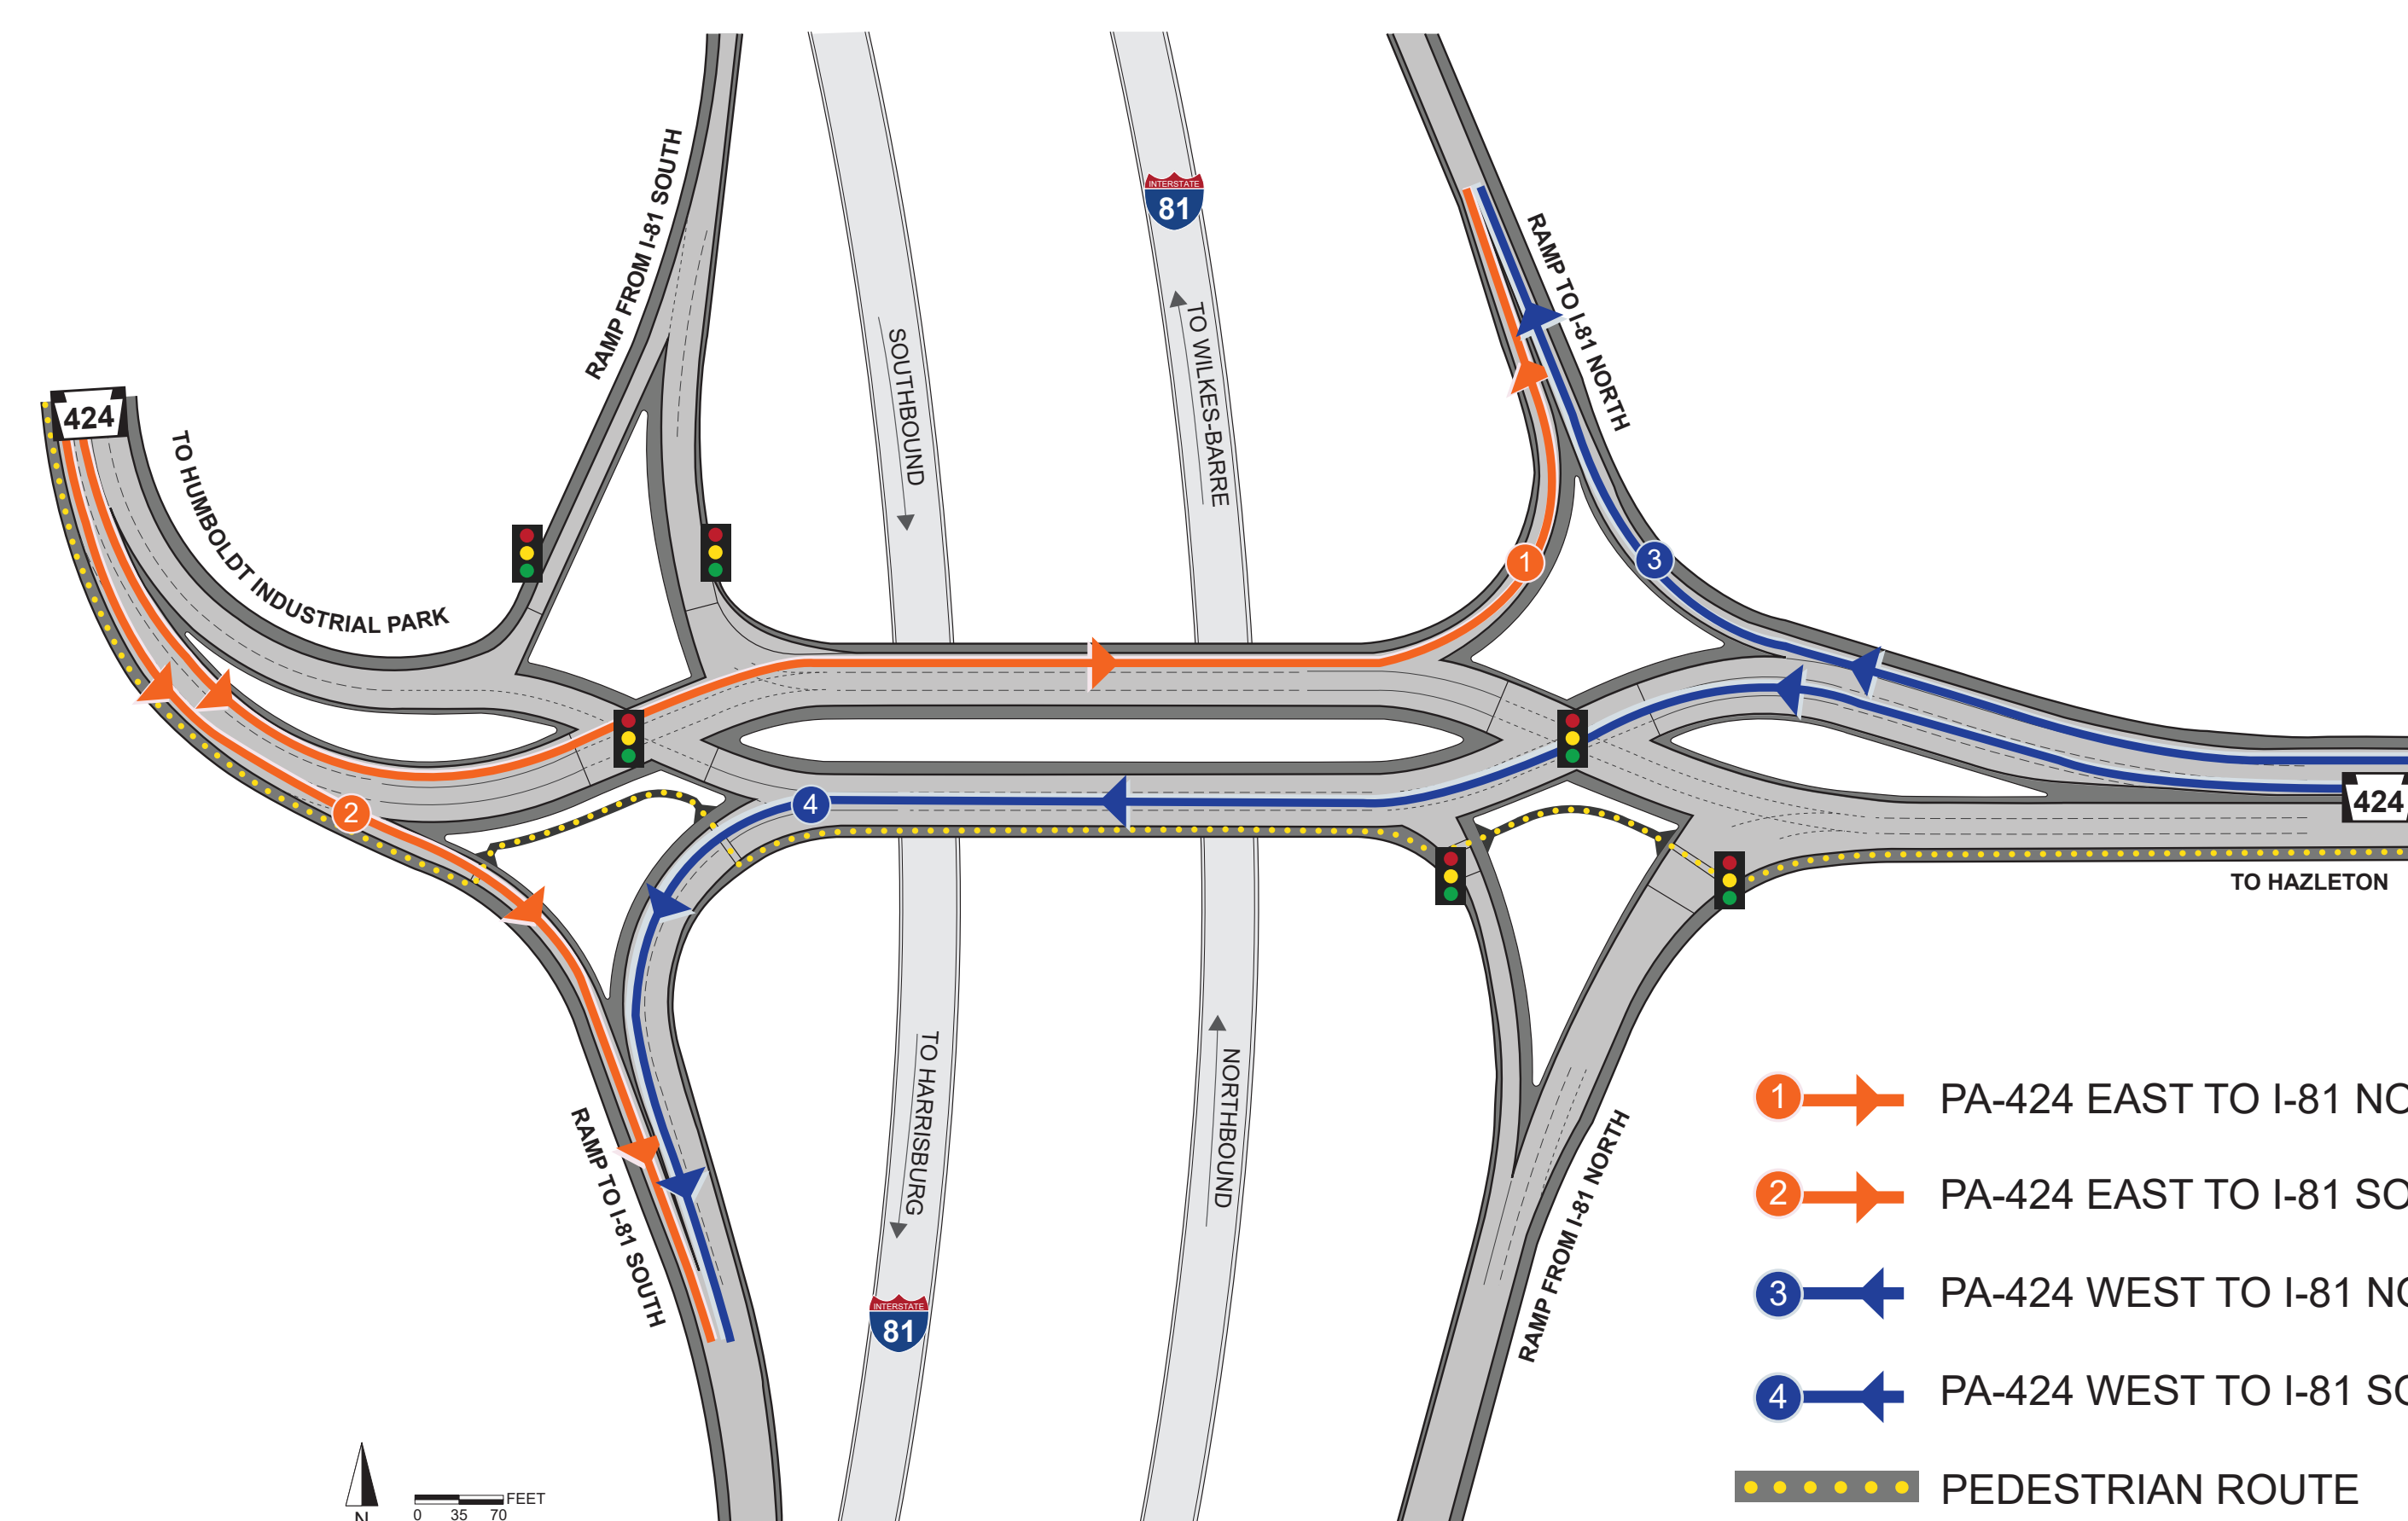 RAMP FROM I-81 SOUTH
INTERSTATE
81
RAMP TO I-81 NORTH
SOUTHBOUND
TO WILKES-BARRE
424
TO HUMBOLDT INDUSTRIAL PARK
1
3
2
4
424
TO HAZLETON
TO HARRISBURG
NORTHBOUND
RAMP TO I-81 SOUTH
RAMP FROM I-81 NORTH
INTERSTATE
81
1 PA-424 EAST TO I-81 NO
2 PA-424 EAST TO I-81 SO
3 PA-424 WEST TO I-81 NO
4 PA-424 WEST TO I-81 SO
PEDESTRIAN ROUTE
N
FEET
0 35 70